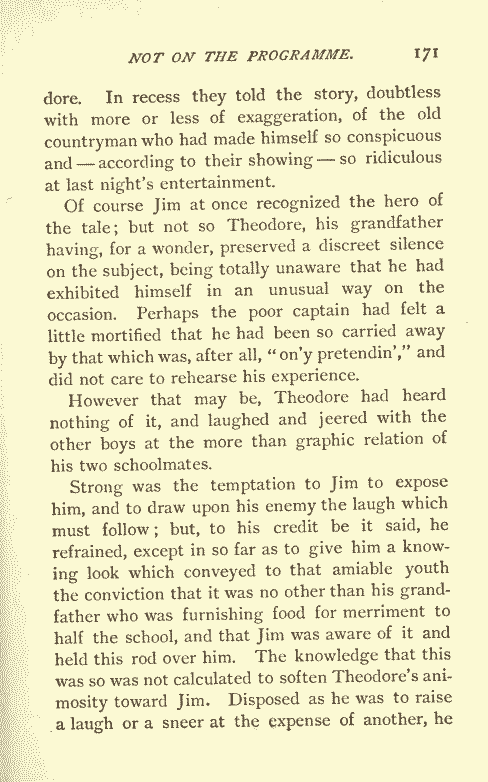 NOT ON THE PROGRAMME. 171
dore. In recess they told the story, doubtless
with more or less of exaggeration, of the old
countryman who had made himself so conspicuous
and — according to their showing — so ridiculous
at last night's entertainment.
Of course Jim at once recognized the hero of
the tale; but not so Theodore, his grandfather
having, for a wonder, preserved a discreet silence
on the subject, being totally unaware that he had
exhibited himself in an unusual way on the
occasion. Perhaps the poor captain had felt a
little mortified that he had been so carried away
by that which was, after all, "on'y pretendin'," and
did not care to rehearse his experience.
However that may be, Theodore had heard
nothing of it, and laughed and jeered with the
other boys at the more than graphic relation of
his two schoolmates.
Strong was the temptation to Jim to expose
him, and to draw upon his enemy the laugh which
must follow; but, to his credit be it said, he
refrained, except in so far as to give him a know-
ing look which conveyed to that amiable youth
the conviction that it was no other than his grand-
father who was furnishing food for merriment to
half the school, and that Jim was aware of it and
held this rod over him. The knowledge that this
was so was not calculated to soften Theodore's ani-
mosity toward Jim. Disposed as he was to raise
a laugh or a sneer at the expense of another, he